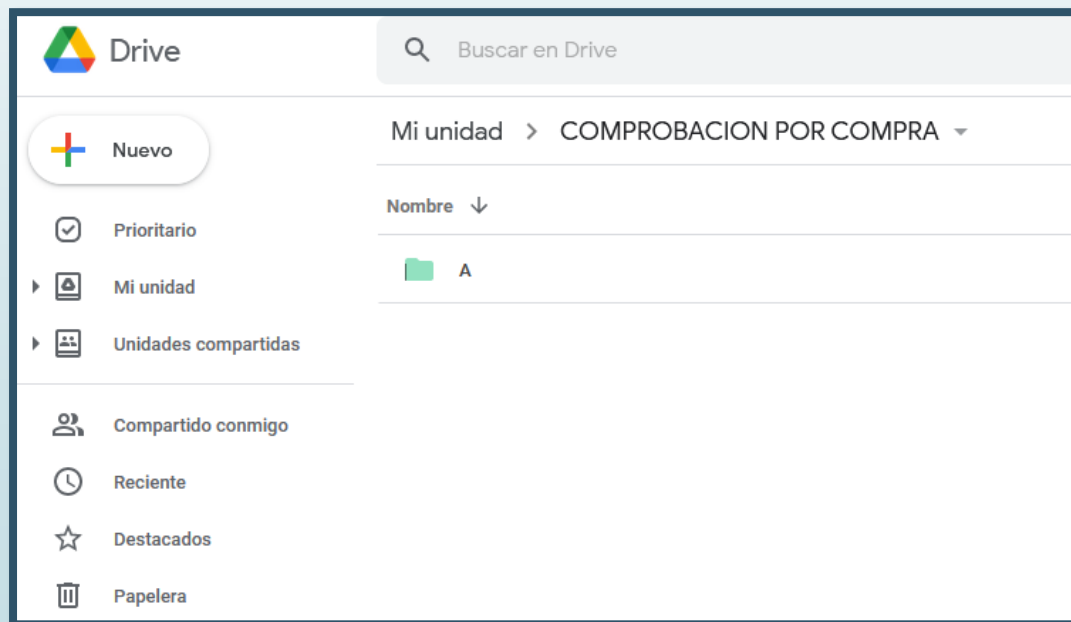 Drive
Buscar en Drive
Nuevo
Mi unidad > COMPROBACION POR COMPRA
Nombre
A
Prioritario
Mi unidad
Unidades compartidas
Compartido conmigo
Reciente
Destacados
Papelera